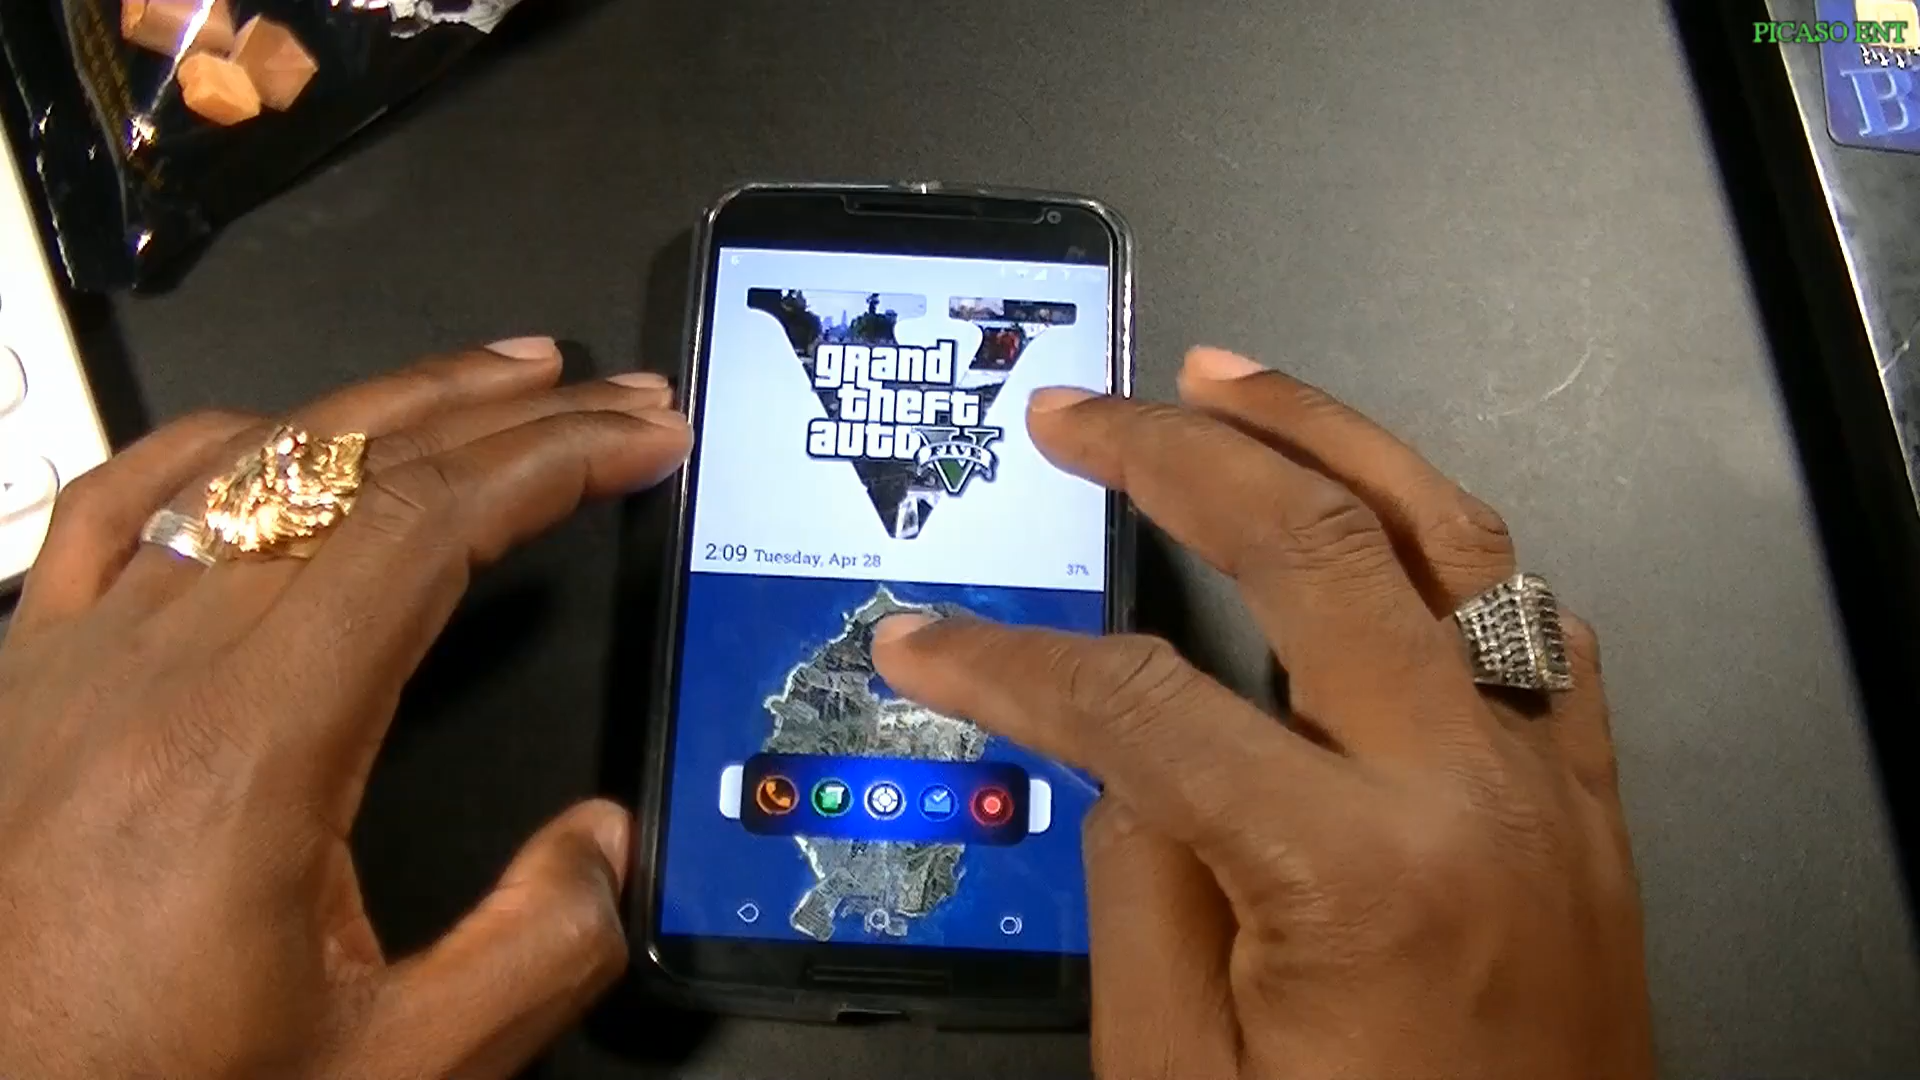 PICASO ENT
B
grand
theft
auto V
FIVE
2:09 Tuesday, Apr 28
37%